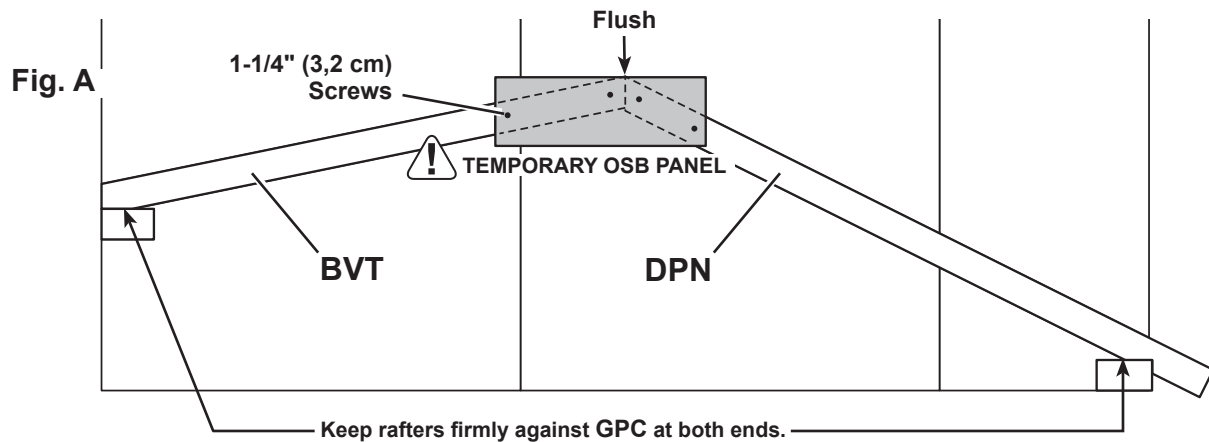 Flush
1-1/4" (3,2 cm)
Screws
Fig. A
TEMPORARY OSB PANEL
BVT
DPN
Keep rafters firmly against GPC at both ends.